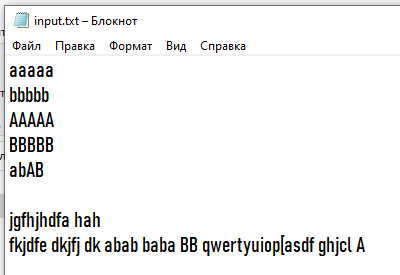 input.txt – Блокнот
Файл Правка Формат Вид Справка
aaaaa
bbbbb
AAAAA
BBBBB
abAB
jgfhjhdfa hah
fkjdfe dkjfj dk abab baba BB qwertyuiop[asdf ghjcl A